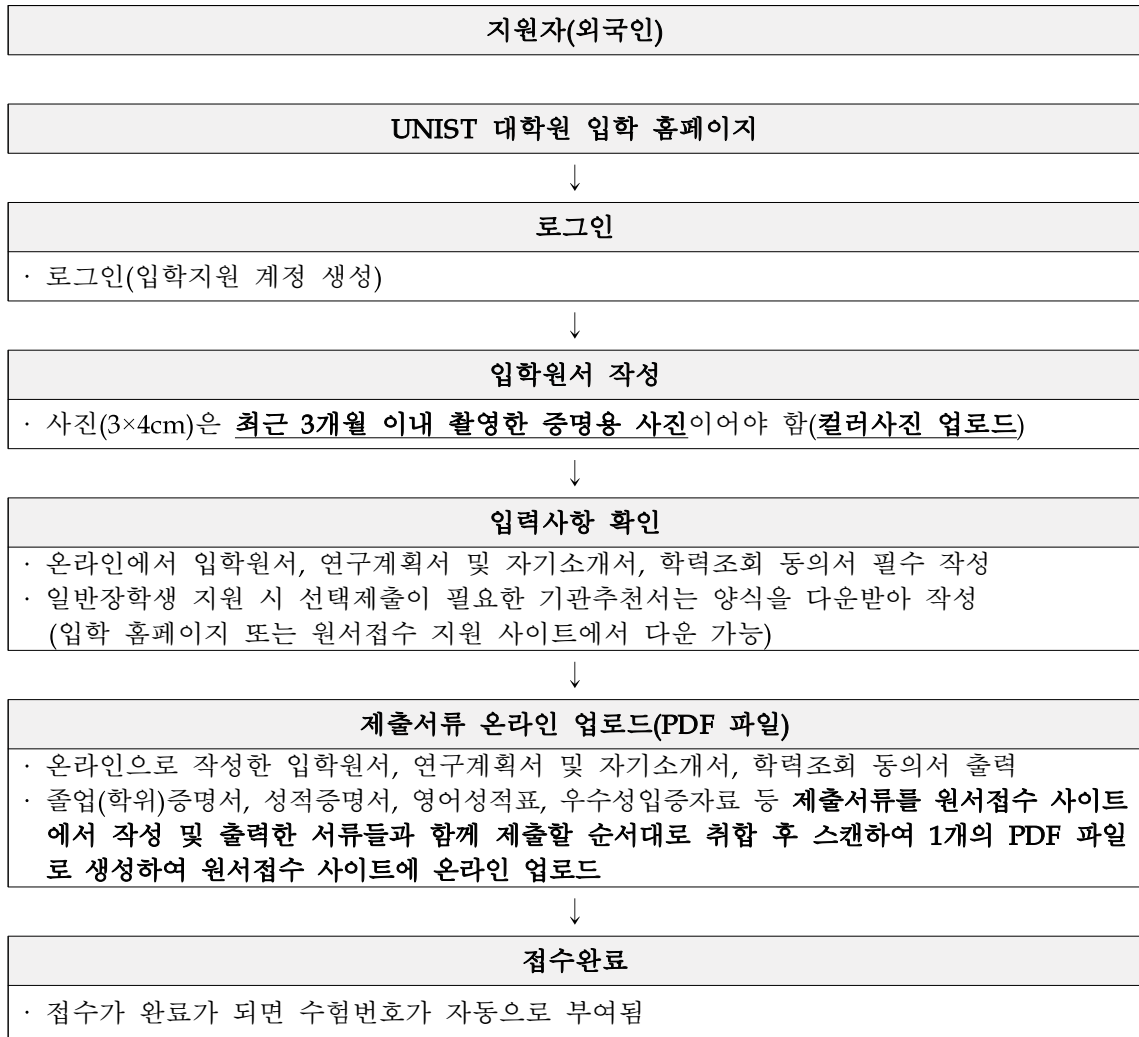 지원자(외국인)
UNIST 대학원 입학 홈페이지
↓
로그인
· 로그인(입학지원 계정 생성)
↓
입학원서 작성
· 사진(3×4cm)은 최근 3개월 이내 촬영한 증명용 사진이어야 함(컬러사진 업로드)
↓
입력사항 확인
· 온라인에서 입학원서, 연구계획서 및 자기소개서, 학력조회 동의서 필수 작성
· 일반장학생 지원 시 선택제출이 필요한 기관추천서는 양식을 다운받아 작성
(입학 홈페이지 또는 원서접수 지원 사이트에서 다운 가능)
↓
제출서류 온라인 업로드(PDF 파일)
· 온라인으로 작성한 입학원서, 연구계획서 및 자기소개서, 학력조회 동의서 출력
· 졸업(학위)증명서, 성적증명서, 영어성적표, 우수성입증자료 등 제출서류를 원서접수 사이트
에서 작성 및 출력한 서류들과 함께 제출할 순서대로 취합 후 스캔하여 1개의 PDF 파일
로 생성하여 원서접수 사이트에 온라인 업로드
↓
접수완료
· 접수가 완료가 되면 수험번호가 자동으로 부여됨